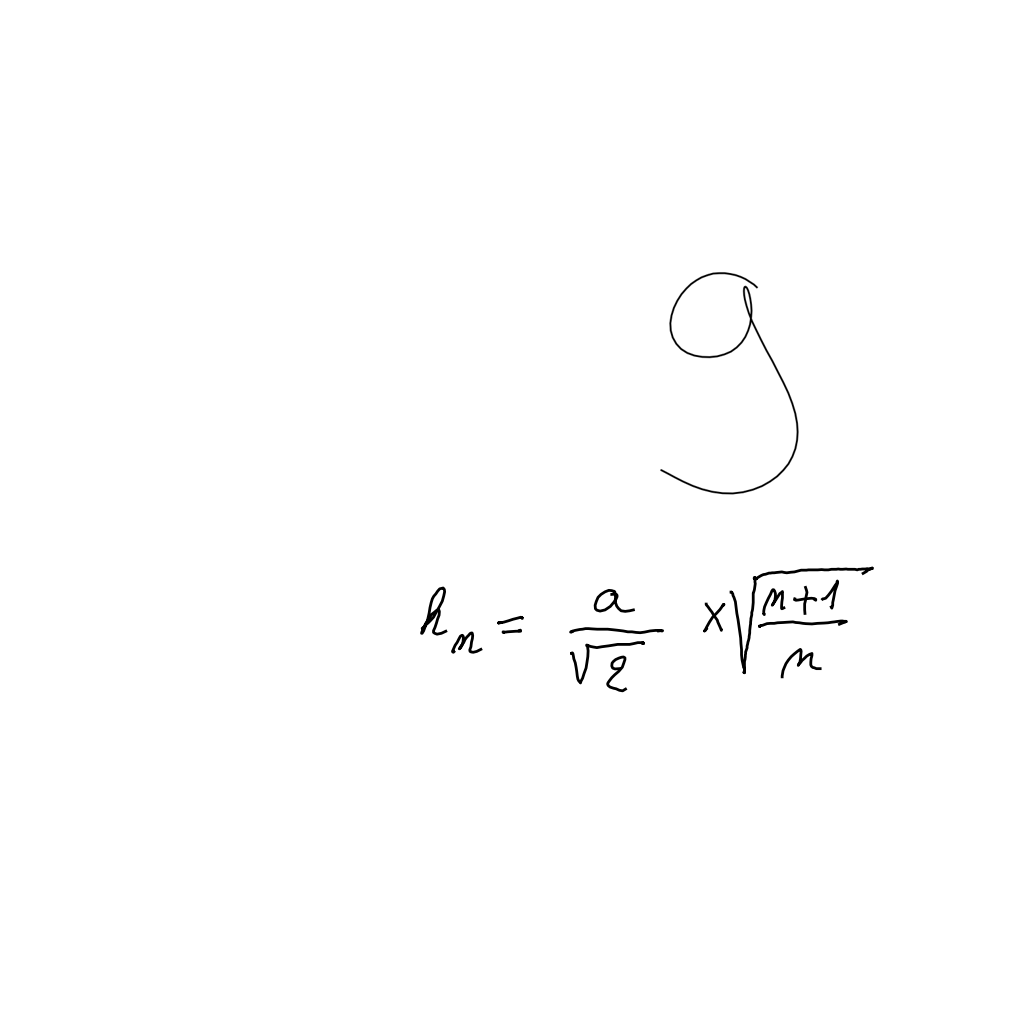 g
h_n = a/√2 × √((n+1)/n)